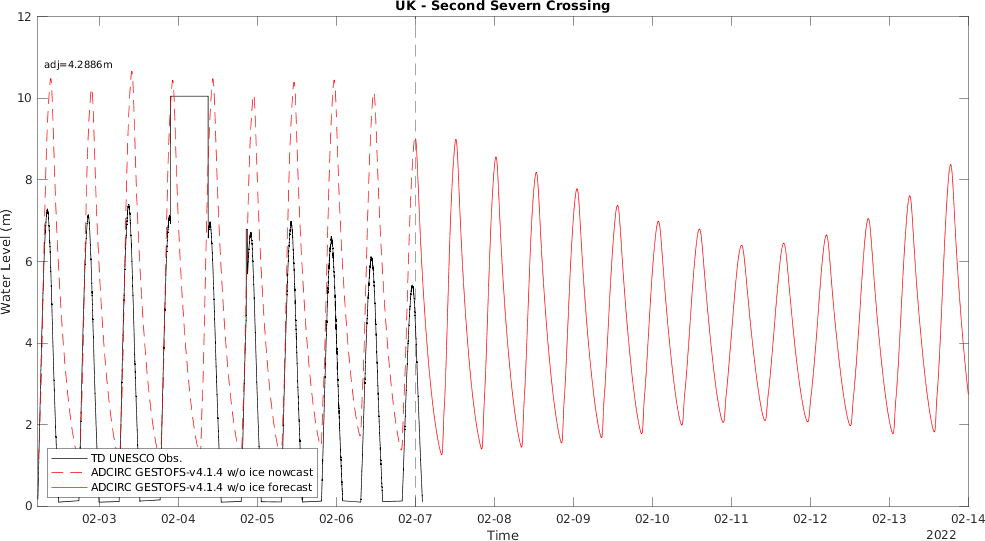 UK - Second Severn Crossing
12
adj=4.2886m
10
8
6
4
2
0
Water Level (m)
TD UNESCO Obs.
ADCIRC GESTOFS-v4.1.4 w/o ice nowcast
ADCIRC GESTOFS-v4.1.4 w/o ice forecast
02-03 02-04 02-05 02-06 02-07 02-08 02-09 02-10 02-11 02-12 02-13 02-14
Time
2022